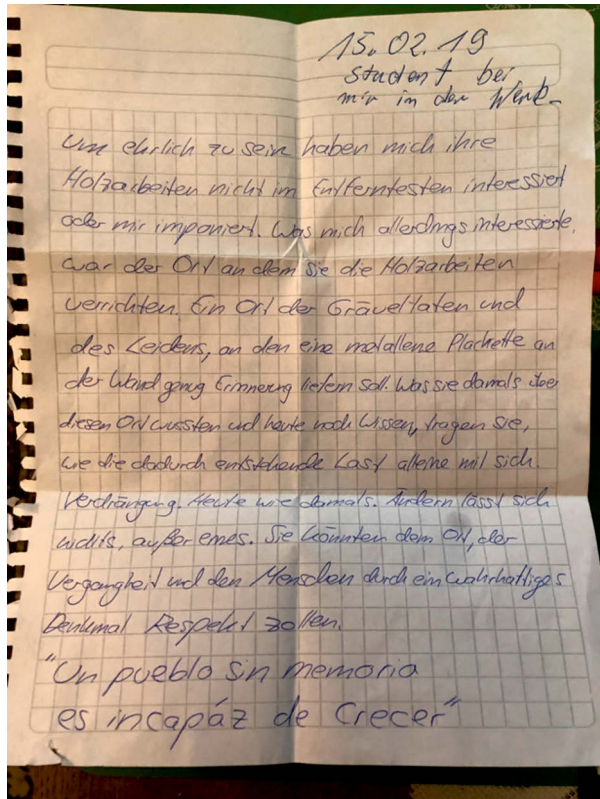 15.02.19
student bei
mir in der Werk-
Um ehrlich zu sein haben mich ihre
Holzarbeiten nicht im Entferntesten interessiert
oder mir imponiert. Was mich allerdings interessierte,
war der Ort an dem sie die Holzarbeiten
verrichten. Ein Ort der Gräueltaten und
des Leidens, an den eine metallene Plachette an
der Wand genug Erinnerung liefern soll. Was sie damals über
diesen Ort wussten und heute noch Wissen, tragen sie,
wie die dadurch entstehende Last alleine mit sich.
Verdrängung. Heute wie damals. Ändern lässt sich
nichts, außer eines. Sie könnten dem Ort, der
Vergangheit und den Menschen durch ein wahrhaftiges
Denkmal Respekt zollen.
"Un pueblo sin memoria
es incapáz de crecer"